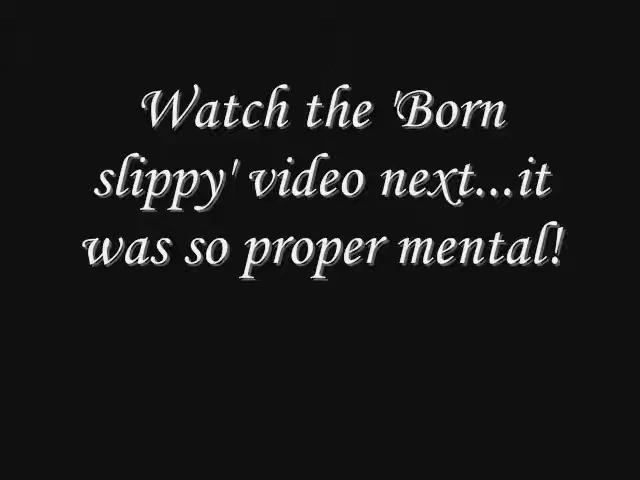 Watch the 'Born
slippy' video next...it
was so proper mental!